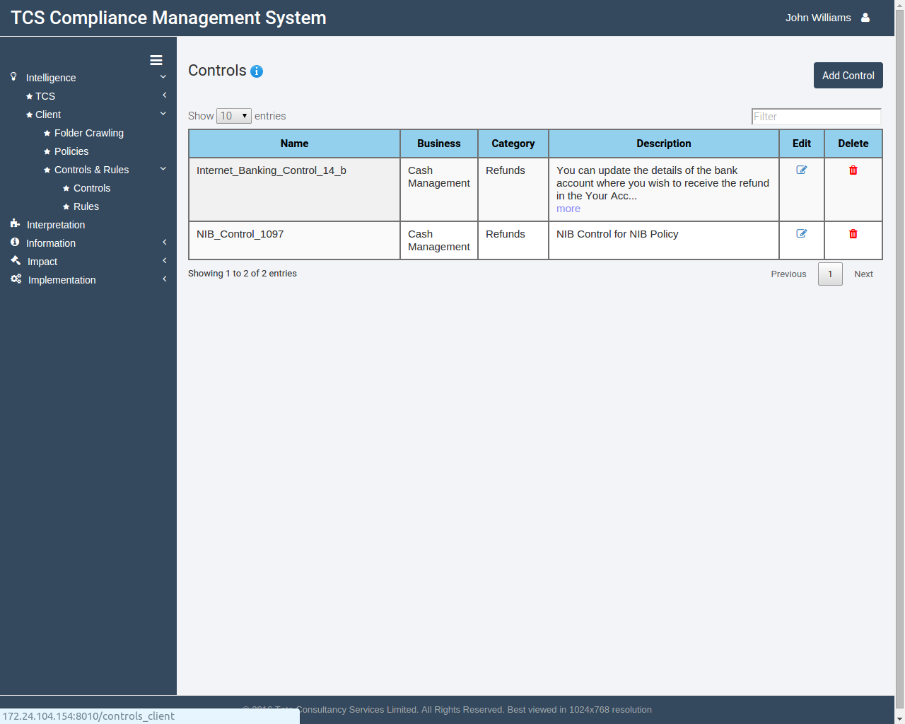 TCS Compliance Management System
John Williams
Intelligence
TCS
Client
Folder Crawling
Policies
Controls & Rules
Controls
Rules
Interpretation
Information
Impact
Implementation
Controls
Add Control
Show 10 entries
Filter
Name Business Category Description Edit Delete
Internet_Banking_Control_14_b Cash Management Refunds You can update the details of the bank
account where you wish to receive the refund
in the Your Acc...
more
NIB_Control_1097 Cash Management Refunds NIB Control for NIB Policy
Showing 1 to 2 of 2 entries
Previous 1 Next
© 2016 Tata Consultancy Services Limited. All Rights Reserved. Best viewed in 1024x768 resolution
172.24.104.154:8010/controls_client